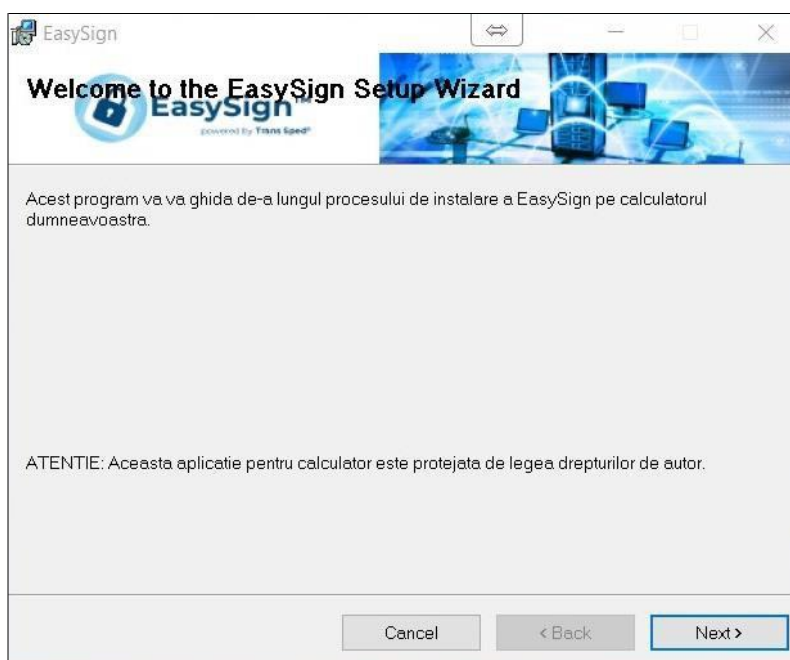 EasySign
Welcome to the EasySign Setup Wizard
EasySign™
powered by Trans Sped®
Acest program va va ghida de-a lungul procesului de instalare a EasySign pe calculatorul
dumneavoastra.
ATENTIE: Aceasta aplicatie pentru calculator este protejata de legea drepturilor de autor.
Cancel
< Back
Next >